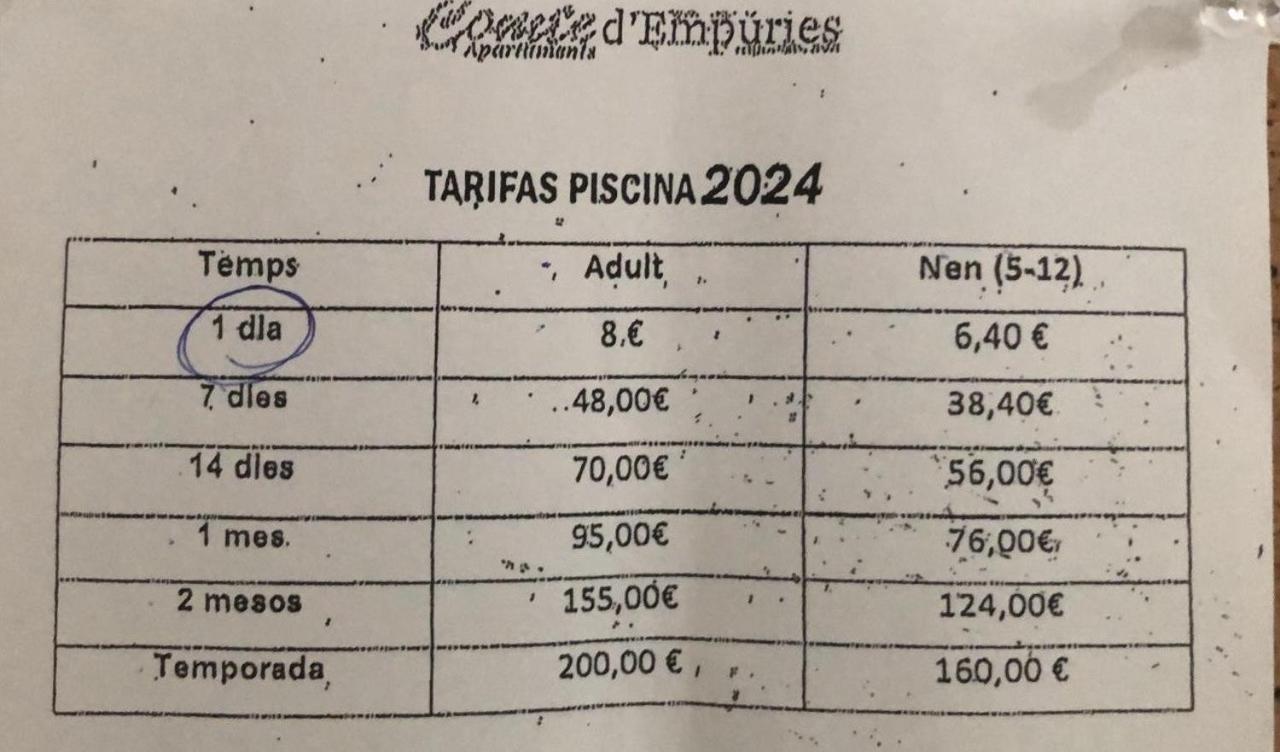 Comte d'Empúries
Apartaments
TARIFAS PISCINA 2024
Temps Adult Nen (5-12)
1 dia 8.€ 6,40 €
7 dies 48,00€ 38,40€
14 dies 70,00€ 56,00€
1 mes. 95,00€ 76,00€
2 mesos 155,00€ 124,00€
Temporada 200,00 € 160,00 €